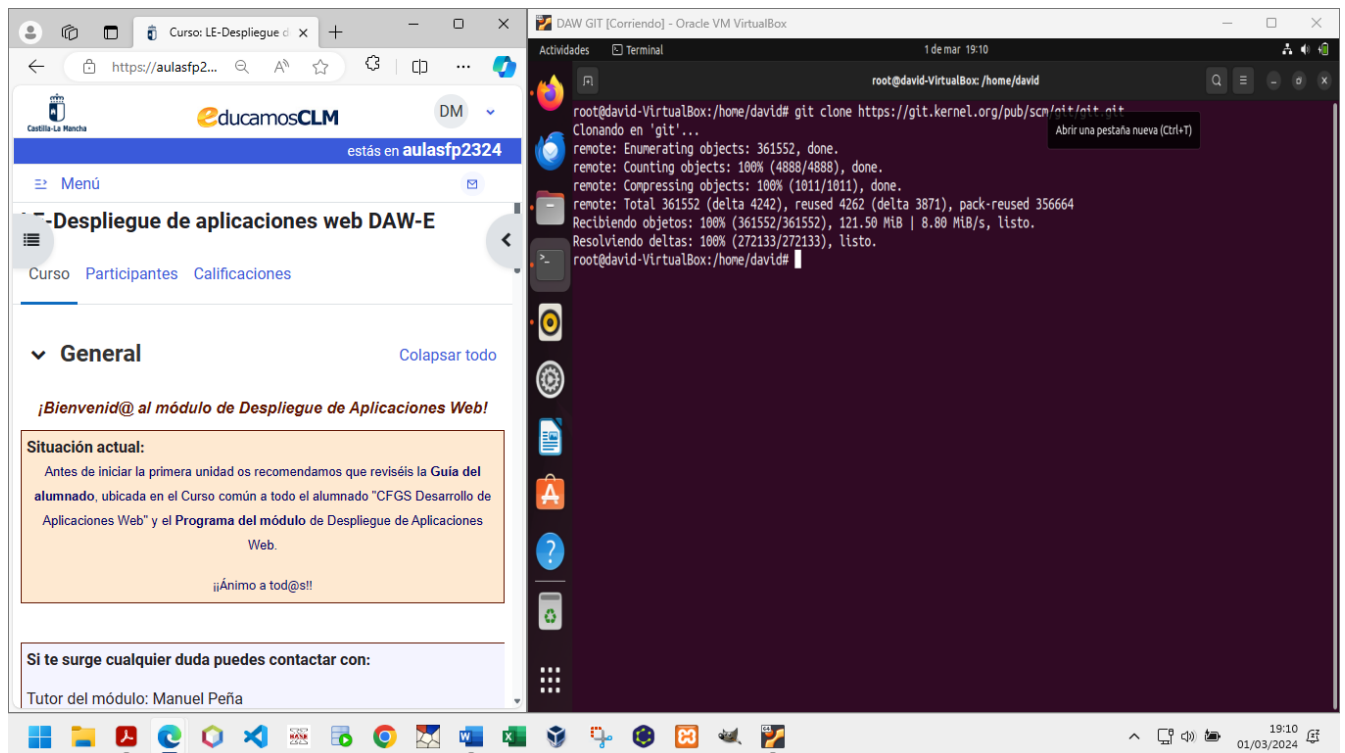 Curso: LE-Despliegue d
https://aulasfp2...
Castilla-La Mancha
educamosCLM
DM
estás en aulasfp2324
Menú
LE-Despliegue de aplicaciones web DAW-E
Curso Participantes Calificaciones
General
Colapsar todo
¡Bienvenid@ al módulo de Despliegue de Aplicaciones Web!
Situación actual:
Antes de iniciar la primera unidad os recomendamos que reviséis la Guía del
alumnado, ubicada en el Curso común a todo el alumnado "CFGS Desarrollo de
Aplicaciones Web" y el Programa del módulo de Despliegue de Aplicaciones
Web.
¡¡Ánimo a tod@s!!
Si te surge cualquier duda puedes contactar con:
Tutor del módulo: Manuel Peña
DAW GIT [Corriendo] - Oracle VM VirtualBox
Actividades Terminal 1 de mar 19:10
root@david-VirtualBox: /home/david
root@david-VirtualBox:/home/david# git clone https://git.kernel.org/pub/scm/git/git.git
Abrir una pestaña nueva (Ctrl+T)
Clonando en 'git'...
remote: Enumerating objects: 361552, done.
remote: Counting objects: 100% (4888/4888), done.
remote: Compressing objects: 100% (1011/1011), done.
remote: Total 361552 (delta 4242), reused 4262 (delta 3871), pack-reused 356664
Recibiendo objetos: 100% (361552/361552), 121.50 MiB | 8.80 MiB/s, listo.
Resolviendo deltas: 100% (272133/272133), listo.
root@david-VirtualBox:/home/david#
19:10
01/03/2024